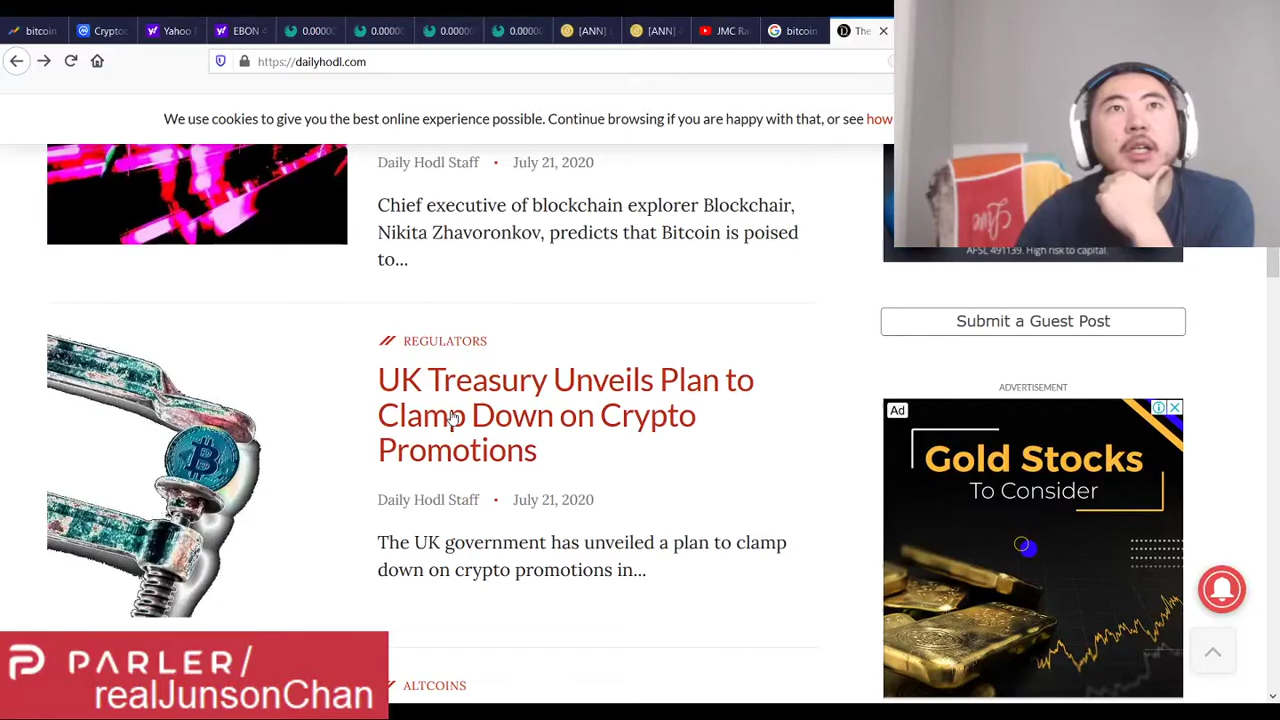 bitcoin
Crypto
Yahoo
EBON
0.0000
0.0000
0.0000
0.0000
[ANN]
[ANN]
JMC Ra
bitcoin
The
https://dailyhodl.com
We use cookies to give you the best online experience possible. Continue browsing if you are happy with that, or see how
Daily Hodl Staff • July 21, 2020
Chief executive of blockchain explorer Blockchair,
Nikita Zhavoronkov, predicts that Bitcoin is poised
to...
REGULATORS
UK Treasury Unveils Plan to
Clamp Down on Crypto
Promotions
Daily Hodl Staff • July 21, 2020
The UK government has unveiled a plan to clamp
down on crypto promotions in...
ALTCOINS
AFSL 491139. High risk to capital.
Submit a Guest Post
ADVERTISEMENT
Ad
Gold Stocks
To Consider
PARLER/
realJunsonChan